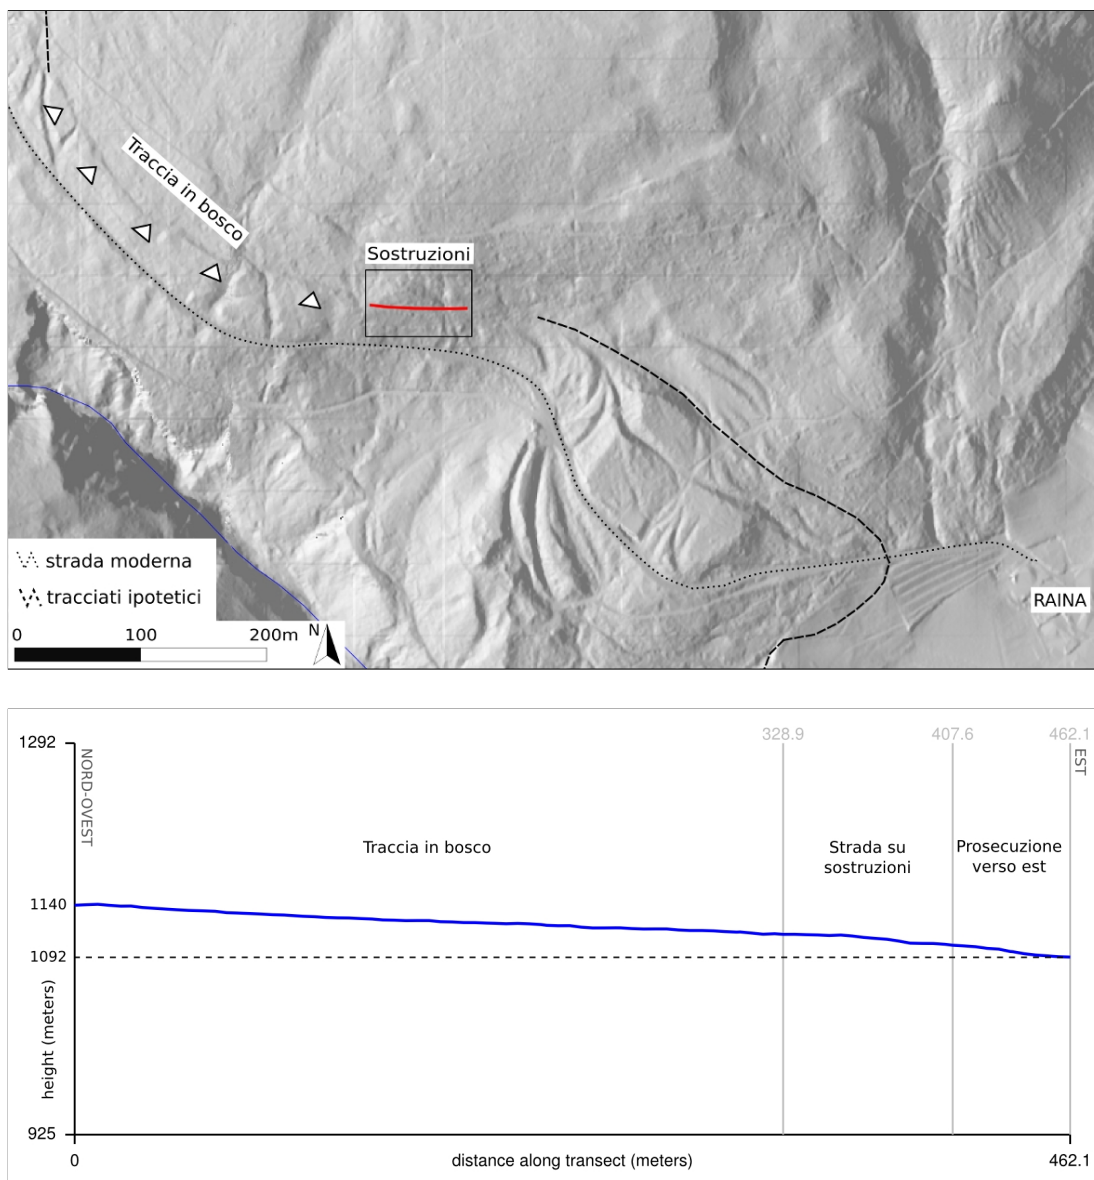 Traccia in bosco
Sostruzioni
strada moderna
tracciati ipotetici
0 100 200m N
RAINA
1292
328.9 407.6 462.1
NORD-OVEST
EST
Traccia in bosco
Strada su
sostruzioni
Prosecuzione
verso est
1140
1092
height (meters)
925
0 distance along transect (meters) 462.1